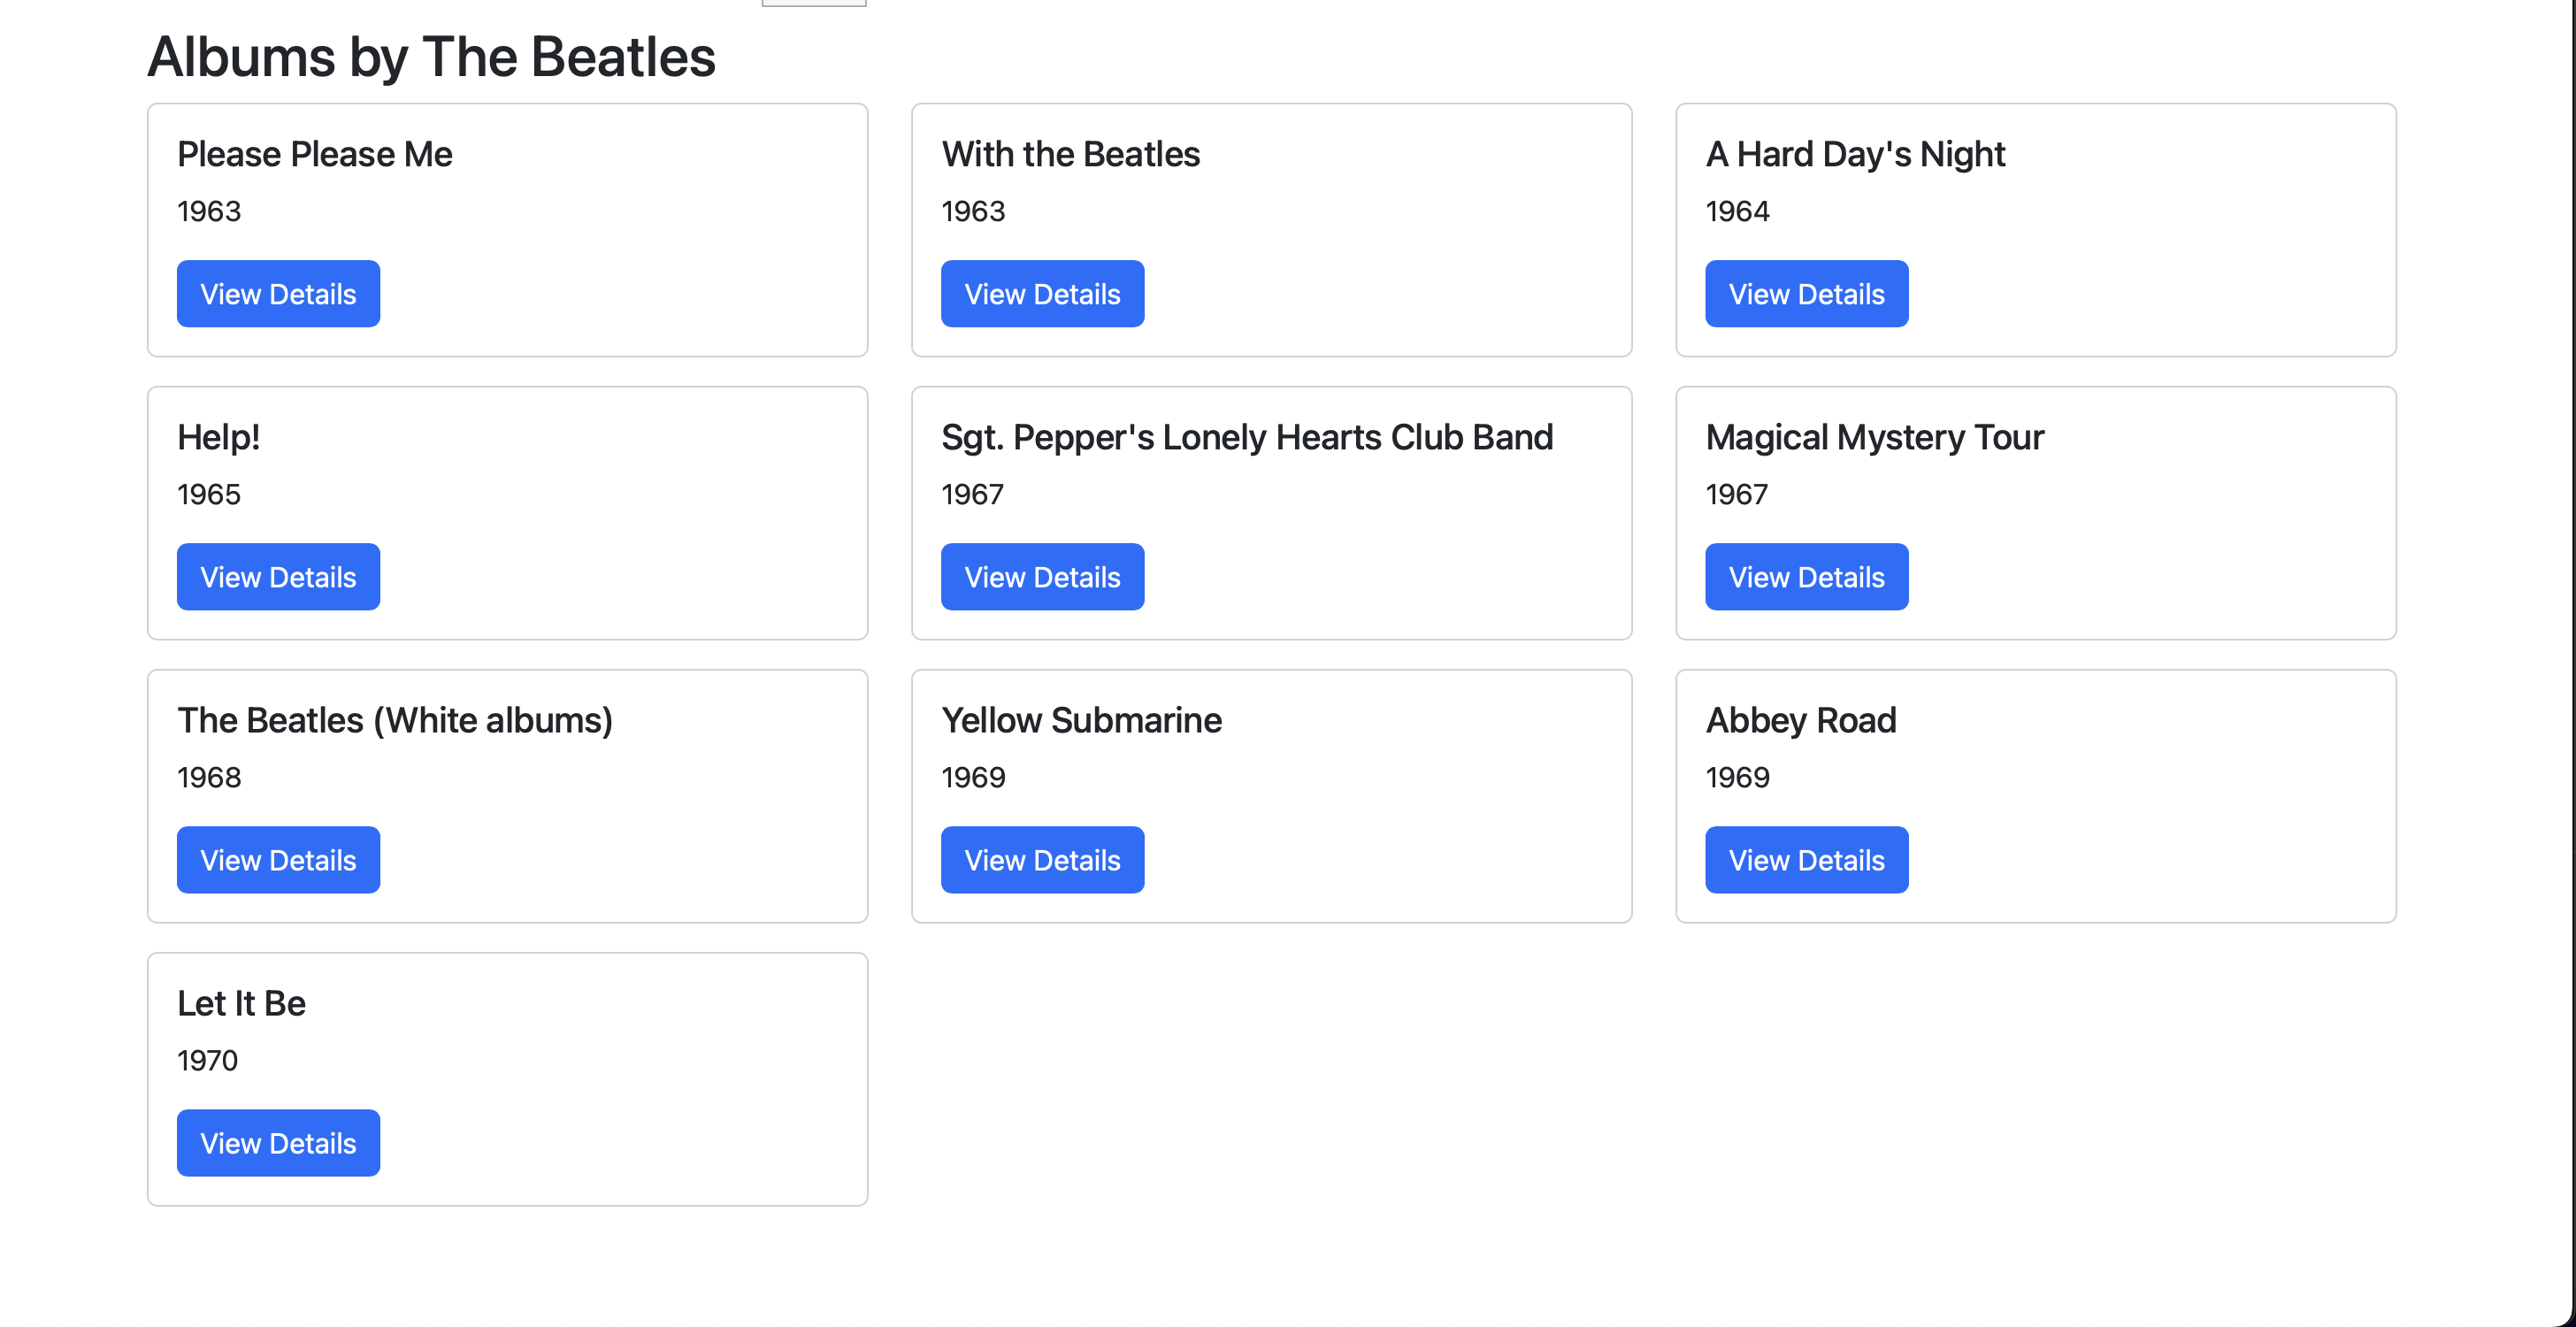 Albums by The Beatles
Please Please Me
1963
View Details
With the Beatles
1963
View Details
A Hard Day's Night
1964
View Details
Help!
1965
View Details
Sgt. Pepper's Lonely Hearts Club Band
1967
View Details
Magical Mystery Tour
1967
View Details
The Beatles (White albums)
1968
View Details
Yellow Submarine
1969
View Details
Abbey Road
1969
View Details
Let It Be
1970
View Details